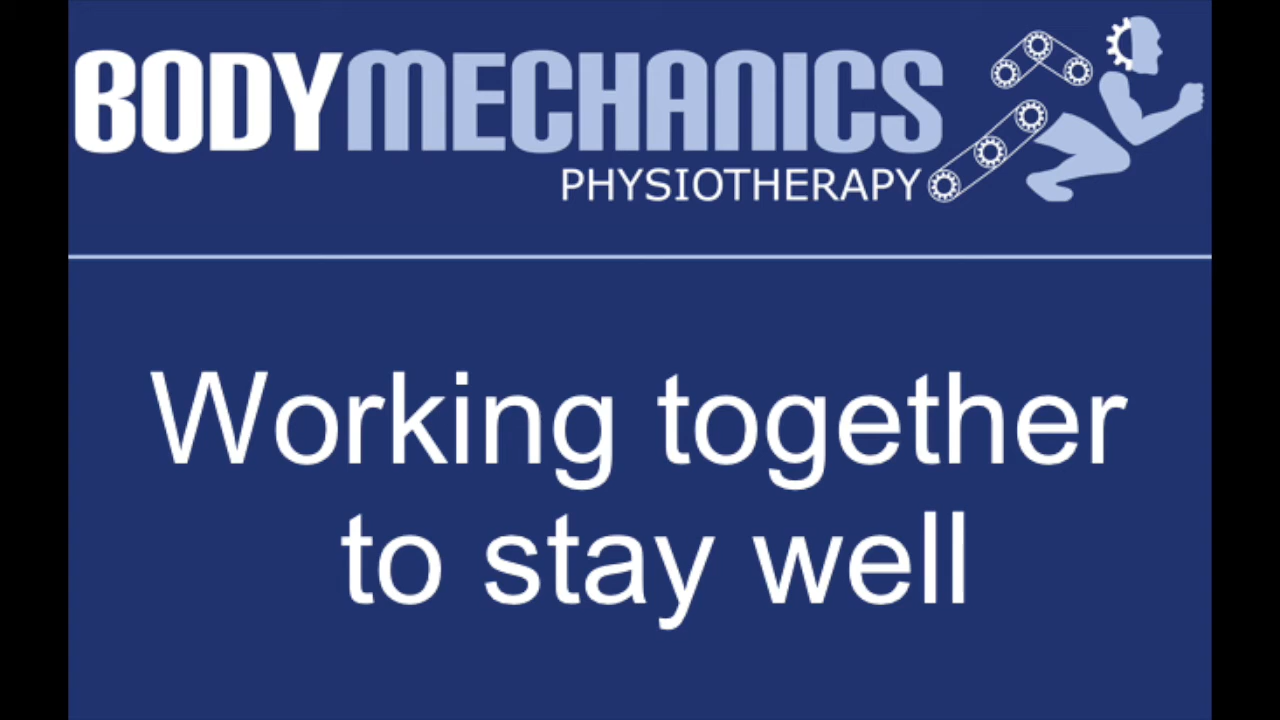 BODYMECHANICS
PHYSIOTHERAPY
Working together
to stay well